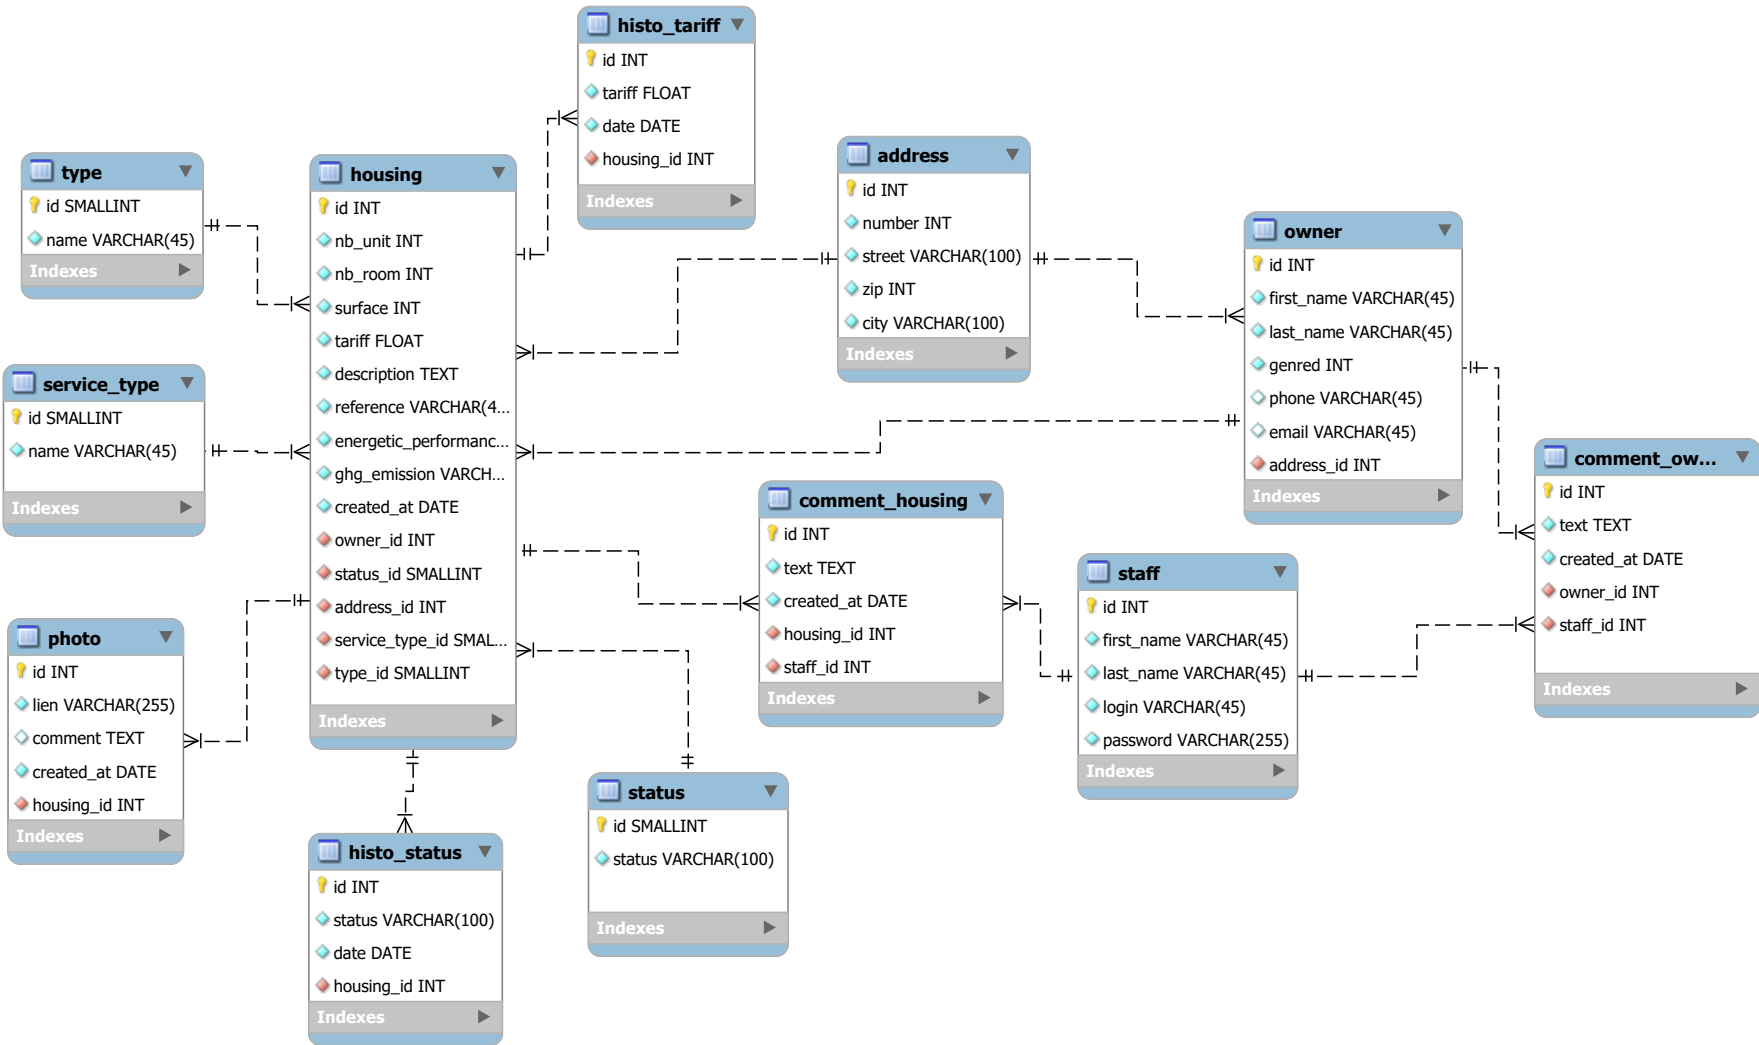 histo_tariff
id INT
tariff FLOAT
date DATE
housing_id INT
Indexes
type
id SMALLINT
name VARCHAR(45)
Indexes
housing
id INT
nb_unit INT
nb_room INT
surface INT
tariff FLOAT
description TEXT
reference VARCHAR(4...
energetic_performanc...
ghg_emission VARCH...
created_at DATE
owner_id INT
status_id SMALLINT
address_id INT
service_type_id SMAL...
type_id SMALLINT
Indexes
address
id INT
number INT
street VARCHAR(100)
zip INT
city VARCHAR(100)
Indexes
owner
id INT
first_name VARCHAR(45)
last_name VARCHAR(45)
genred INT
phone VARCHAR(45)
email VARCHAR(45)
address_id INT
Indexes
service_type
id SMALLINT
name VARCHAR(45)
Indexes
comment_housing
id INT
text TEXT
created_at DATE
housing_id INT
staff_id INT
Indexes
comment_ow...
id INT
text TEXT
created_at DATE
owner_id INT
staff_id INT
Indexes
staff
id INT
first_name VARCHAR(45)
last_name VARCHAR(45)
login VARCHAR(45)
password VARCHAR(255)
Indexes
photo
id INT
lien VARCHAR(255)
comment TEXT
created_at DATE
housing_id INT
Indexes
status
id SMALLINT
status VARCHAR(100)
Indexes
histo_status
id INT
status VARCHAR(100)
date DATE
housing_id INT
Indexes